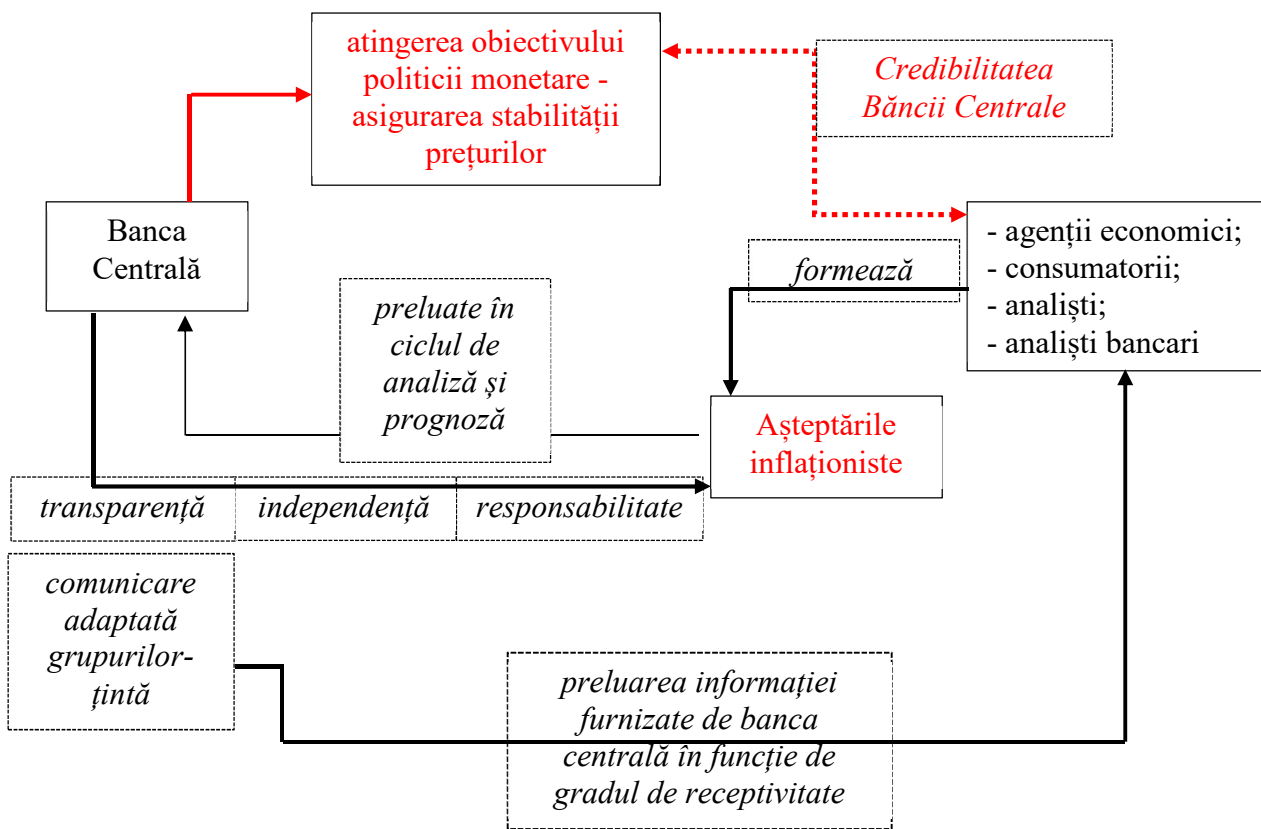 atingerea obiectivului
politicii monetare -
asigurarea stabilității
prețurilor
Credibilitatea
Băncii Centrale
Banca
Centrală
- agenții economici;
- consumatorii;
- analiști;
- analiști bancari
formează
preluate în
ciclul de
analiză și
prognoză
Așteptările
inflaționiste
transparență
independență
responsabilitate
comunicare
adaptată
grupurilor-
țintă
preluarea informației
furnizate de banca
centrală în funcție de
gradul de receptivitate